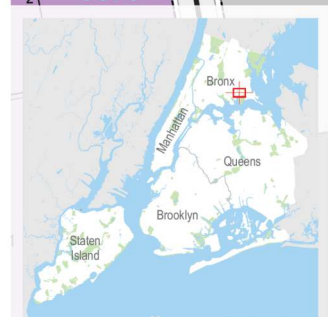 Bronx
Manhattan
Queens
Brooklyn
Staten
Island